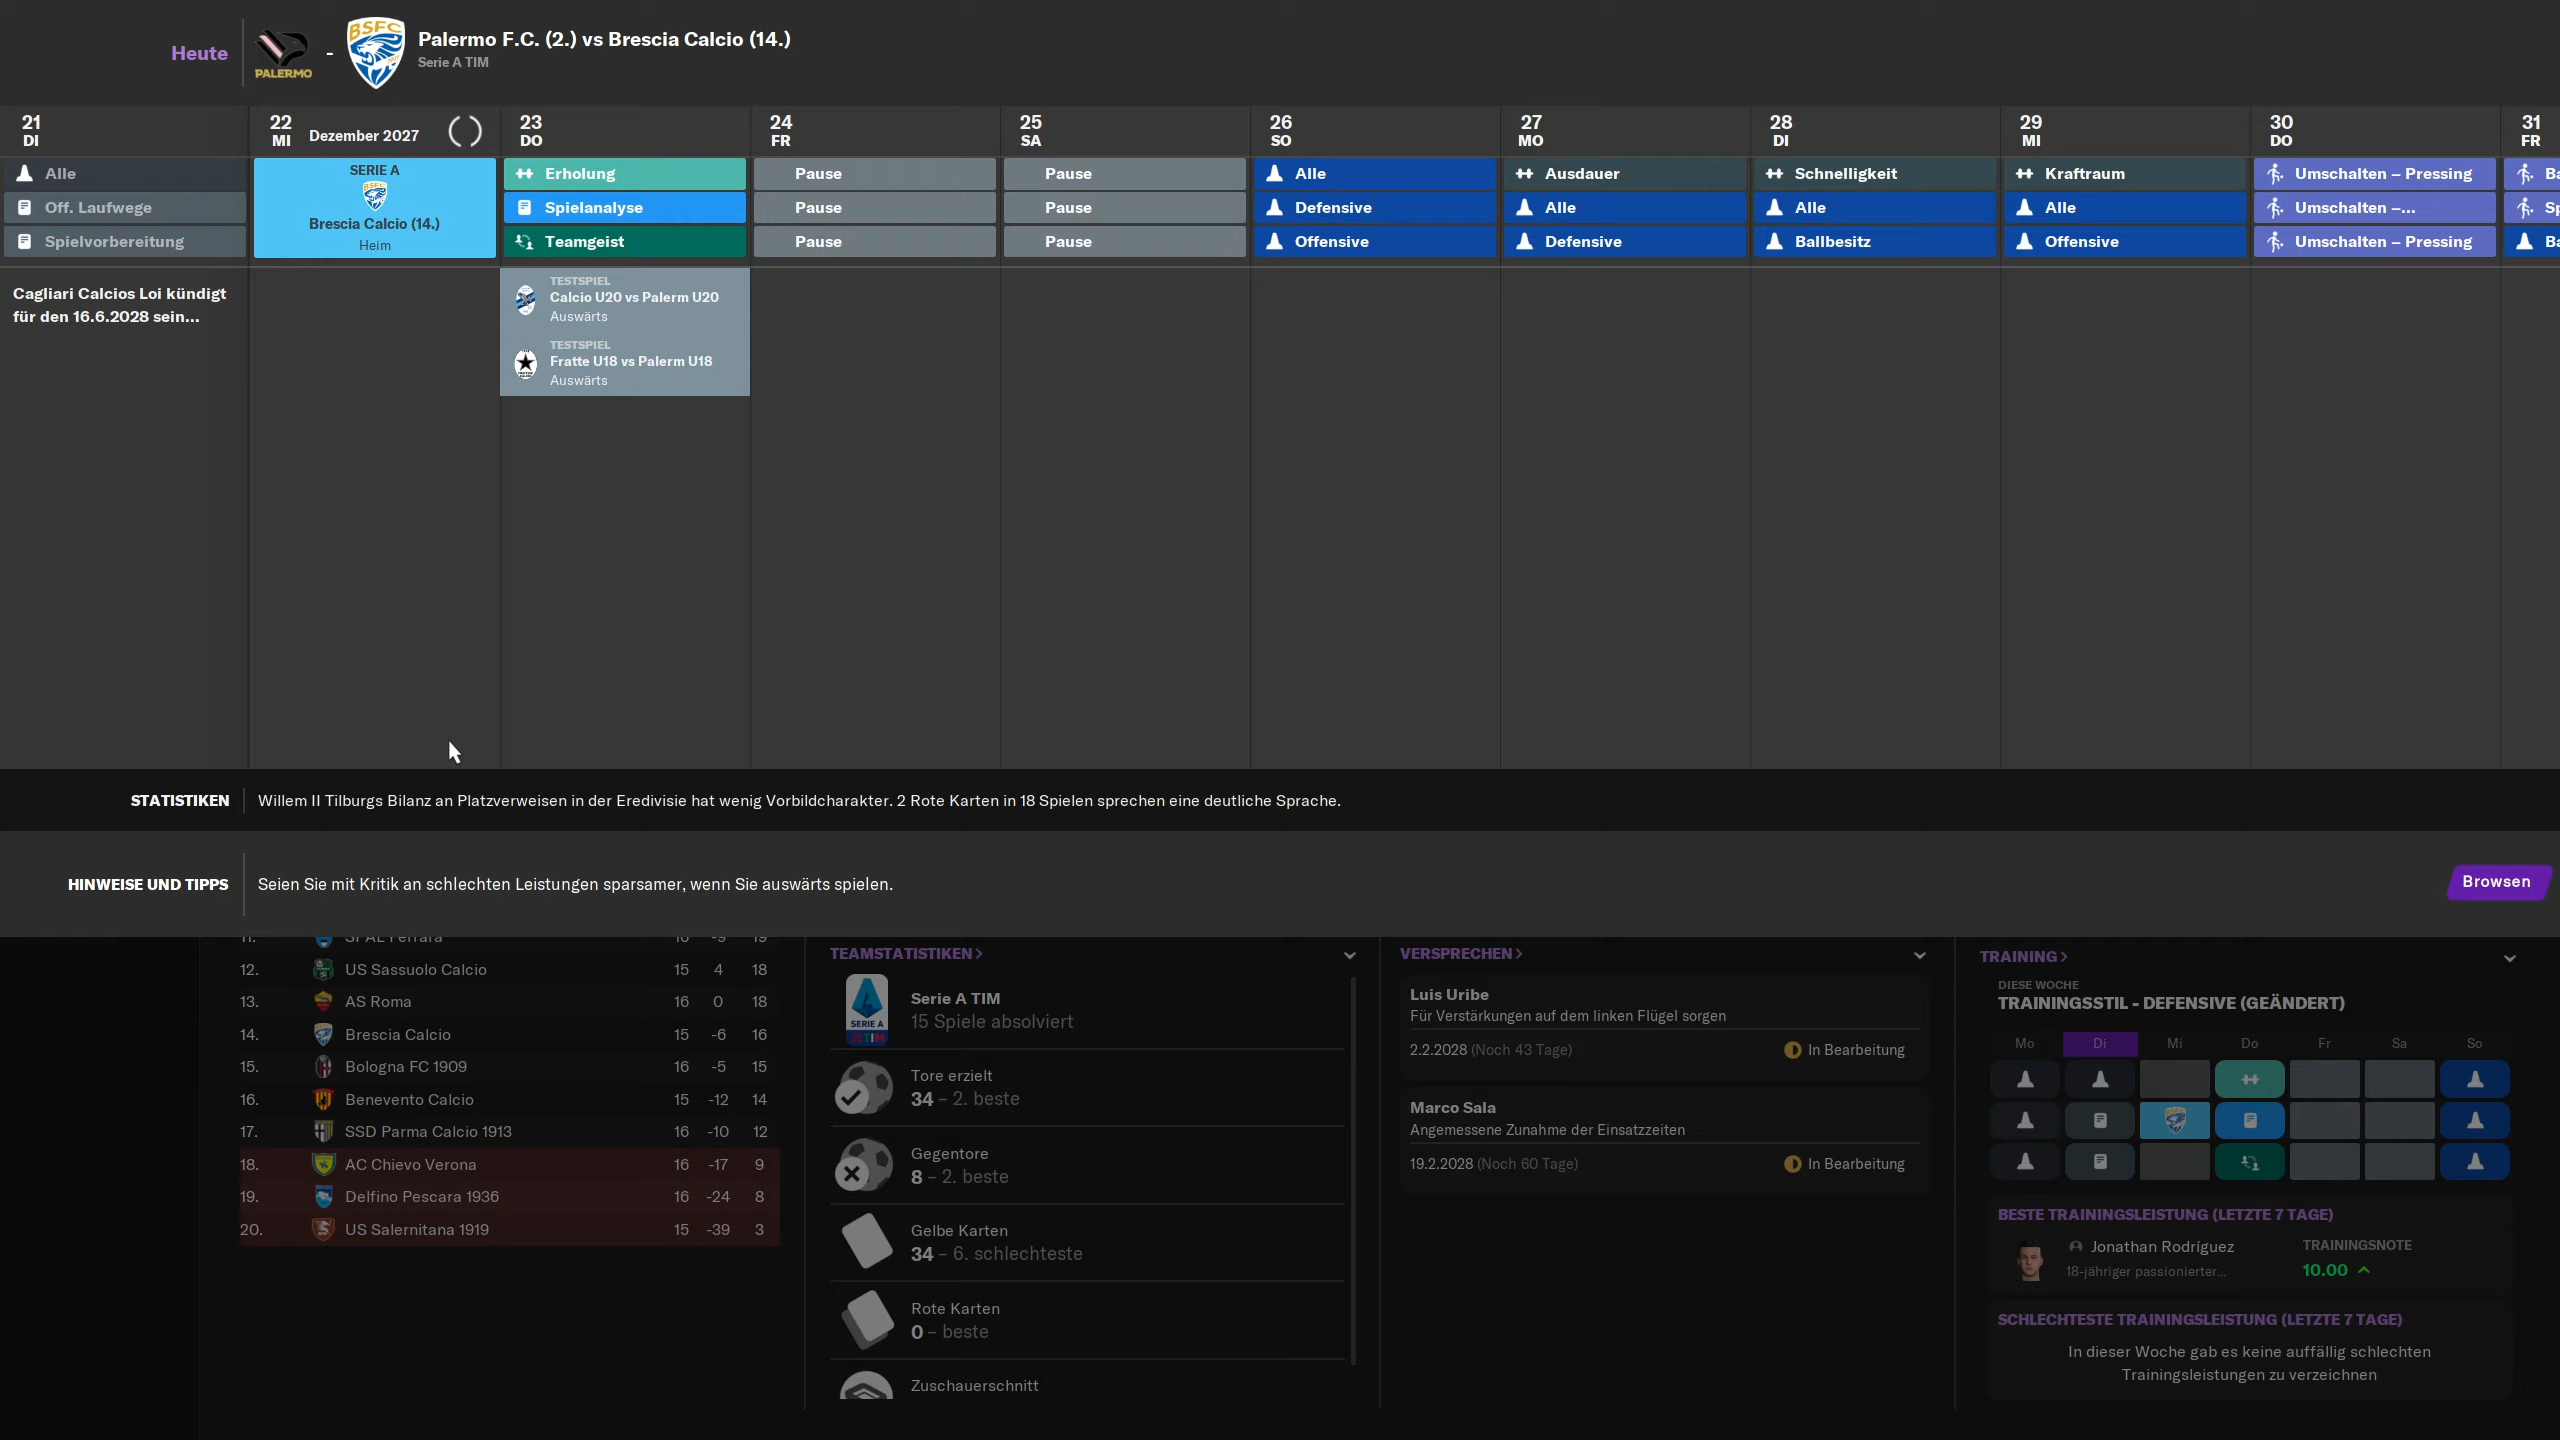 Heute
PALERMO
-
BSFC
Palermo F.C. (2.) vs Brescia Calcio (14.)
Serie A TIM
21
DI
22
MI
Dezember 2027
23
DO
24
FR
25
SA
26
SO
27
MO
28
DI
29
MI
30
DO
31
FR
Alle
Off. Laufwege
Spielvorbereitung
SERIE A
Brescia Calcio (14.)
Heim
Erholung
Spielanalyse
Teamgeist
Pause
Pause
Pause
Pause
Pause
Pause
Alle
Defensive
Offensive
Ausdauer
Alle
Defensive
Schnelligkeit
Alle
Ballbesitz
Kraftraum
Alle
Offensive
Umschalten – Pressing
Umschalten –...
Umschalten – Pressing
Cagliari Calcios Loi kündigt
für den 16.6.2028 sein...
TESTSPIEL
Calcio U20 vs Palerm U20
Auswärts
TESTSPIEL
Fratte U18 vs Palerm U18
Auswärts
STATISTIKEN
Willem II Tilburgs Bilanz an Platzverweisen in der Eredivisie hat wenig Vorbildcharakter. 2 Rote Karten in 18 Spielen sprechen eine deutliche Sprache.
HINWEISE UND TIPPS
Seien Sie mit Kritik an schlechten Leistungen sparsamer, wenn Sie auswärts spielen.
Browsen
11. SPAL Ferrara 16 -9 19
12. US Sassuolo Calcio 15 4 18
13. AS Roma 16 0 18
14. Brescia Calcio 15 -6 16
15. Bologna FC 1909 16 -5 15
16. Benevento Calcio 15 -12 14
17. SSD Parma Calcio 1913 16 -10 12
18. AC Chievo Verona 16 -17 9
19. Delfino Pescara 1936 16 -24 8
20. US Salernitana 1919 15 -39 3
TEAMSTATISTIKEN >
SERIE A
TIM
Serie A TIM
15 Spiele absolviert
Tore erzielt
34 – 2. beste
Gegentore
8 – 2. beste
Gelbe Karten
34 – 6. schlechteste
Rote Karten
0 – beste
Zuschauerschnitt
VERSPRECHEN >
Luis Uribe
Für Verstärkungen auf dem linken Flügel sorgen
2.2.2028 (Noch 43 Tage) In Bearbeitung
Marco Sala
Angemessene Zunahme der Einsatzzeiten
19.2.2028 (Noch 60 Tage) In Bearbeitung
TRAINING >
DIESE WOCHE
TRAININGSSTIL - DEFENSIVE (GEÄNDERT)
Mo Di Mi Do Fr Sa So
BESTE TRAININGSLEISTUNG (LETZTE 7 TAGE)
Jonathan Rodríguez
18-jähriger passionierter...
TRAININGSNOTE
10.00
SCHLECHTESTE TRAININGSLEISTUNG (LETZTE 7 TAGE)
In dieser Woche gab es keine auffällig schlechten
Trainingsleistungen zu verzeichnen